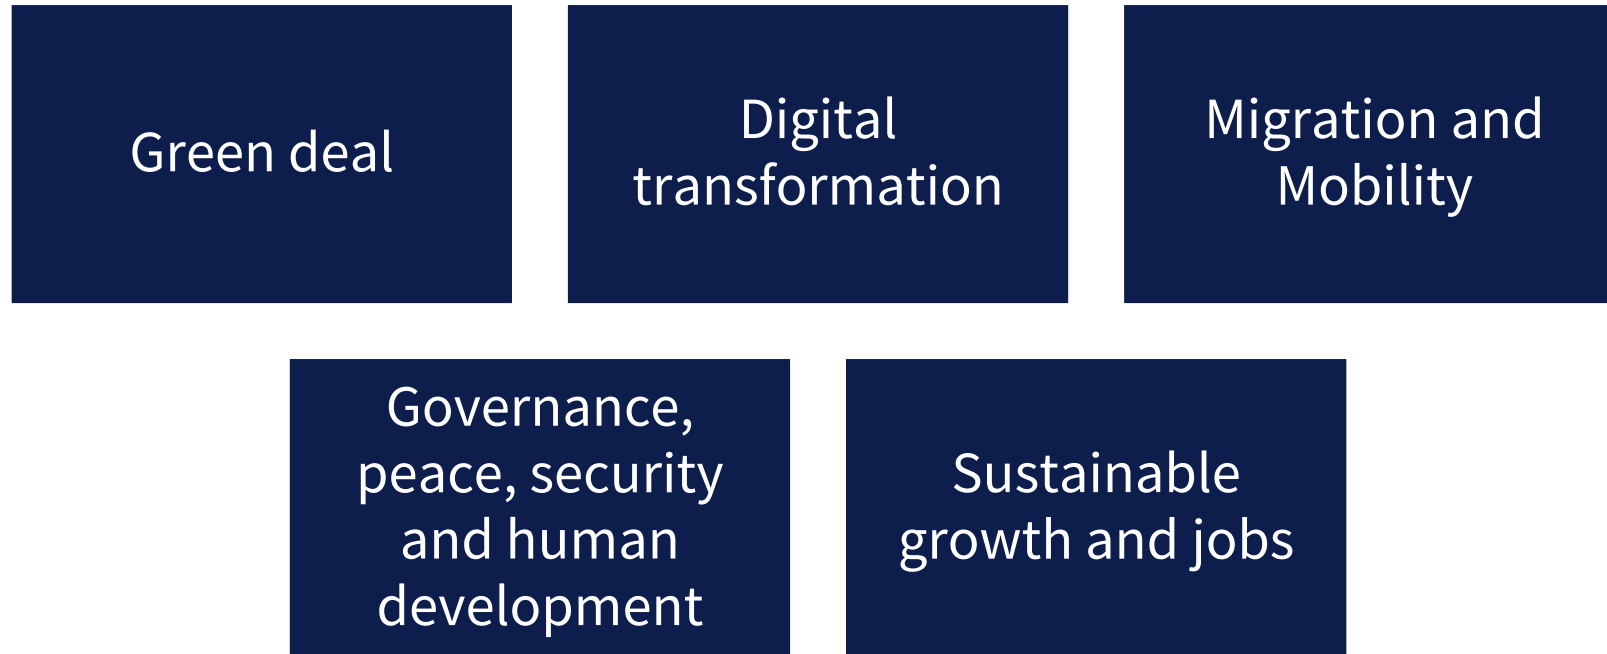 Green deal
Digital
transformation
Migration and
Mobility
Governance,
peace, security
and human
development
Sustainable
growth and jobs